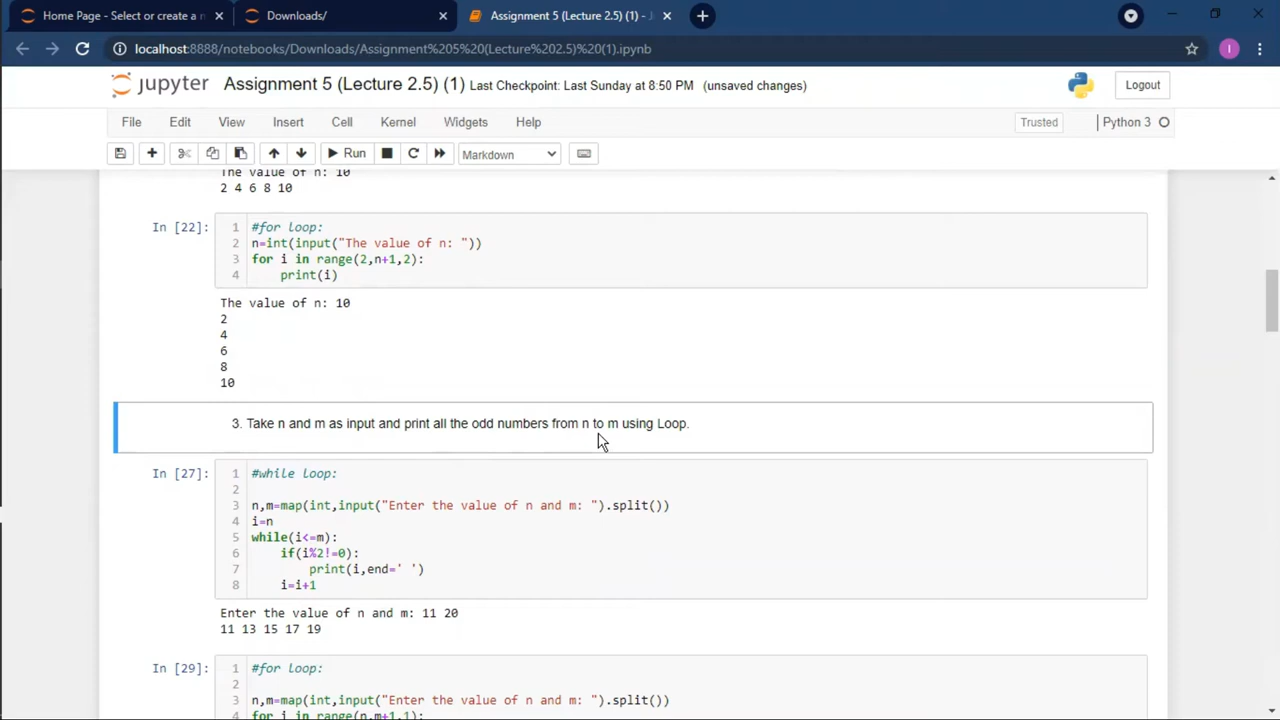 Home Page - Select or create a n
Downloads/
Assignment 5 (Lecture 2.5) (1) - J
localhost:8888/notebooks/Downloads/Assignment%205%20(Lecture%202.5)%20(1).ipynb
I
jupyter Assignment 5 (Lecture 2.5) (1) Last Checkpoint: Last Sunday at 8:50 PM (unsaved changes)
Logout
File Edit View Insert Cell Kernel Widgets Help
Trusted
Python 3
Run
Markdown
The value of n: 10
2 4 6 8 10
In [22]:
1 #for loop:
2 n=int(input("The value of n: "))
3 for i in range(2,n+1,2):
4     print(i)
The value of n: 10
2
4
6
8
10
3. Take n and m as input and print all the odd numbers from n to m using Loop.
In [27]:
1 #while loop:
2
3 n,m=map(int,input("Enter the value of n and m: ").split())
4 i=n
5 while(i<=m):
6     if(i%2!=0):
7         print(i,end=' ')
8     i=i+1
Enter the value of n and m: 11 20
11 13 15 17 19
In [29]:
1 #for loop:
2
3 n,m=map(int,input("Enter the value of n and m: ").split())
4 for i in range(n,m+1,1):